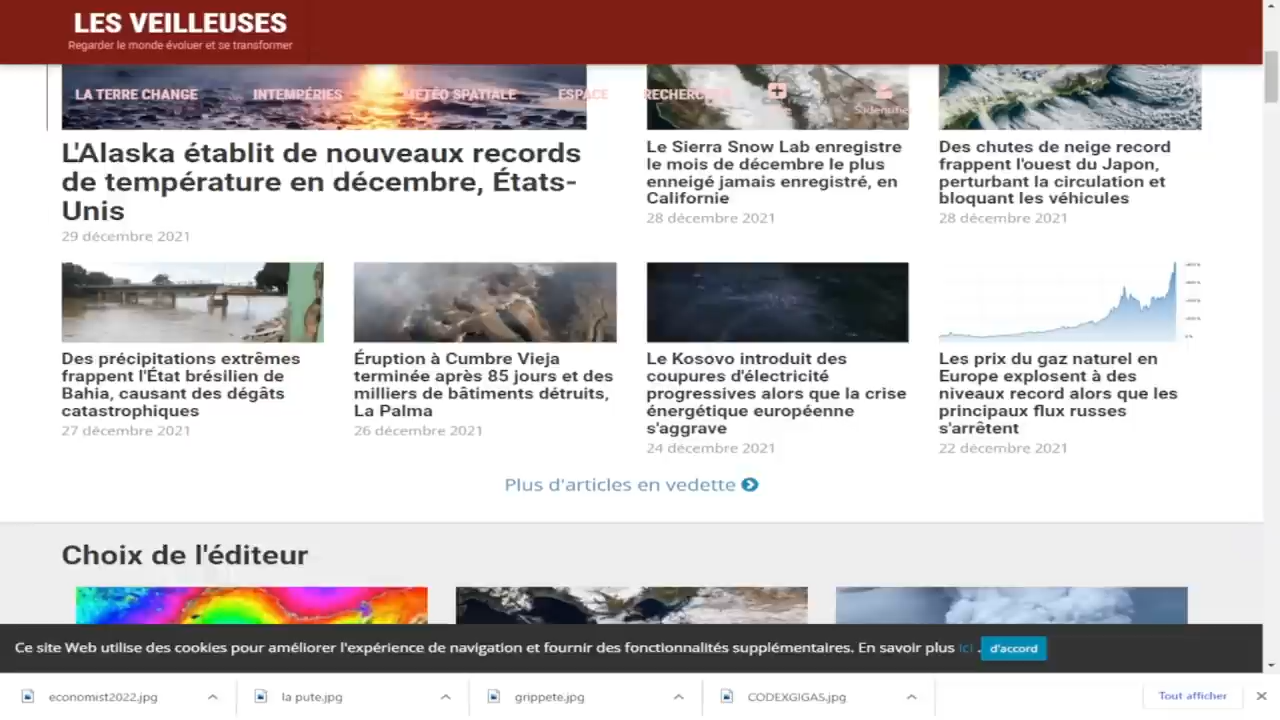 LES VEILLEUSES
Regarder le monde évoluer et se transformer
LA TERRE CHANGE
INTEMPÉRIES
MÉTÉO SPATIALE
ESPACE
L'Alaska établit de nouveaux records
de température en décembre, États-
Unis
29 décembre 2021
Le Sierra Snow Lab enregistre
le mois de décembre le plus
enneigé jamais enregistré, en
Californie
28 décembre 2021
Des chutes de neige record
frappent l'ouest du Japon,
perturbant la circulation et
bloquant les véhicules
28 décembre 2021
Des précipitations extrêmes
frappent l'État brésilien de
Bahia, causant des dégâts
catastrophiques
27 décembre 2021
Éruption à Cumbre Vieja
terminée après 85 jours et des
milliers de bâtiments détruits,
La Palma
26 décembre 2021
Le Kosovo introduit des
coupures d'électricité
progressives alors que la crise
énergétique européenne
s'aggrave
24 décembre 2021
Les prix du gaz naturel en
Europe explosent à des
niveaux record alors que les
principaux flux russes
s'arrêtent
22 décembre 2021
Plus d'articles en vedette
Choix de l'éditeur
Ce site Web utilise des cookies pour améliorer l'expérience de navigation et fournir des fonctionnalités supplémentaires. En savoir plus ici . d'accord
economist2022.jpg
la pute.jpg
grippete.jpg
CODEXGIGAS.jpg
Tout afficher